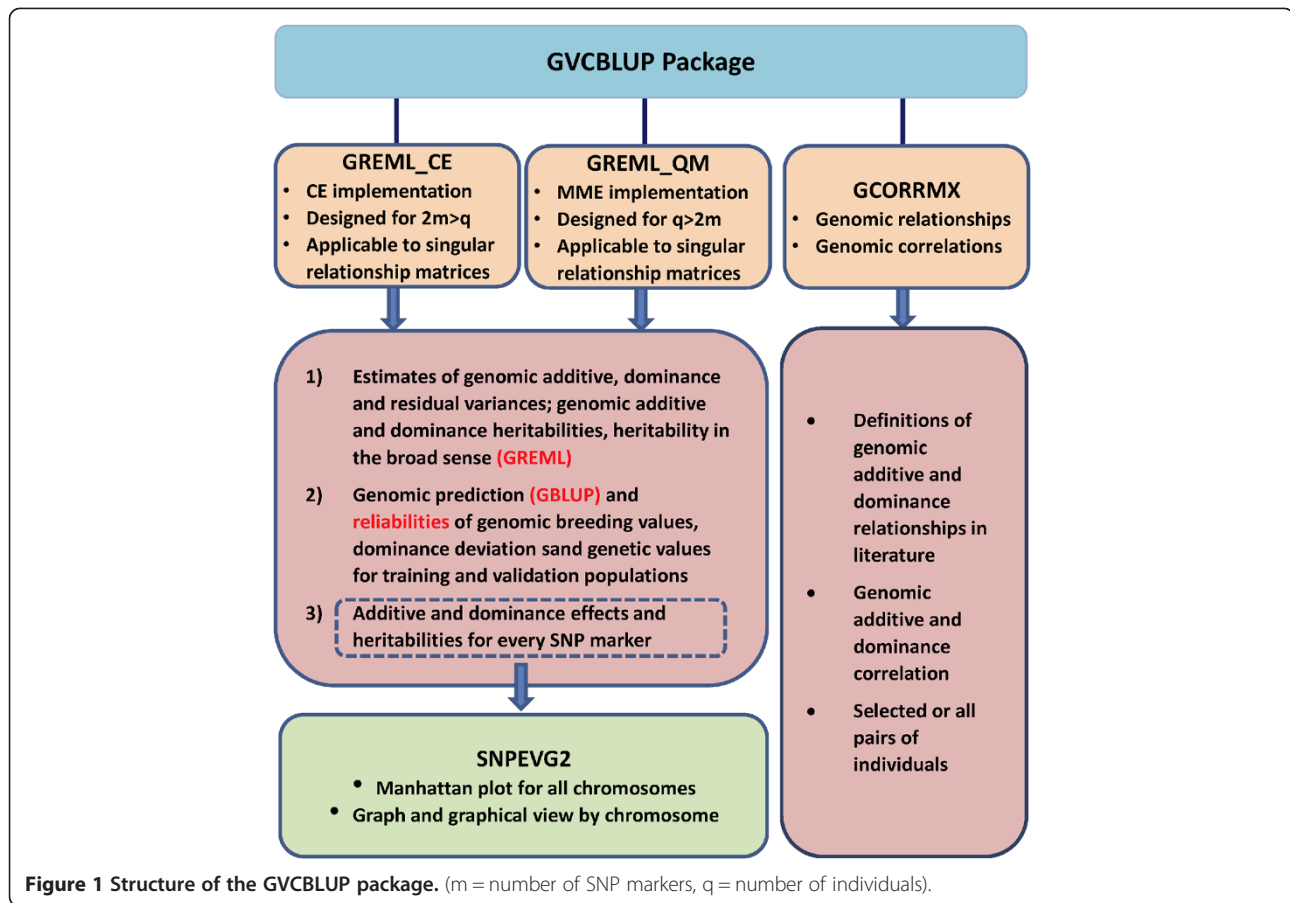 GVCBLUP Package
GREML_CE
• CE implementation
• Designed for 2m>q
• Applicable to singular
relationship matrices
GREML_QM
• MME implementation
• Designed for q>2m
• Applicable to singular
relationship matrices
GCORRMX
• Genomic relationships
• Genomic correlations
1) Estimates of genomic additive, dominance
and residual variances; genomic additive
and dominance heritabilities, heritability in
the broad sense (GREML)
2) Genomic prediction (GBLUP) and
reliabilities of genomic breeding values,
dominance deviation sand genetic values
for training and validation populations
3) Additive and dominance effects and
heritabilities for every SNP marker
• Definitions of
genomic
additive and
dominance
relationships in
literature
• Genomic
additive and
dominance
correlation
• Selected or all
pairs of
individuals
SNPEVG2
• Manhattan plot for all chromosomes
• Graph and graphical view by chromosome
Figure 1 Structure of the GVCBLUP package. (m = number of SNP markers, q = number of individuals).